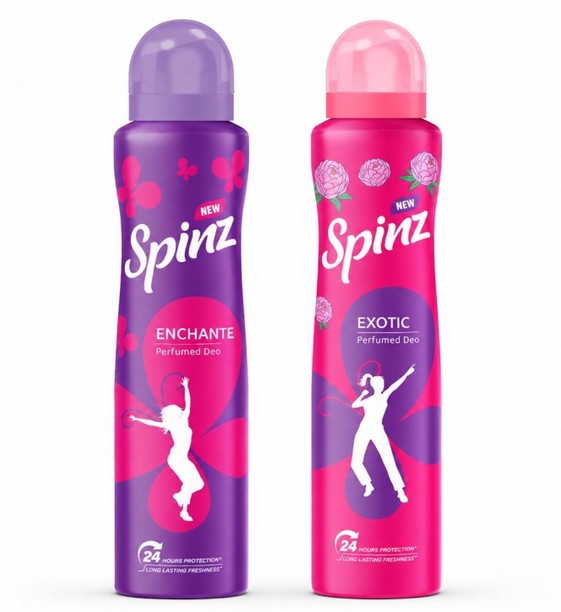 NEW
Spinz
ENCHANTE
Perfumed Deo
24 HOURS PROTECTION*
LONG LASTING FRESHNESS**
NEW
Spinz
EXOTIC
Perfumed Deo
24 HOURS PROTECTION*
LONG LASTING FRESHNESS**